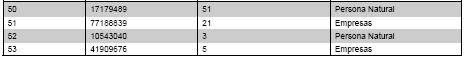 50 17179489 51 Persona Natural
51 77188839 21 Empresas
52 10543040 3 Persona Natural
53 41909676 5 Empresas